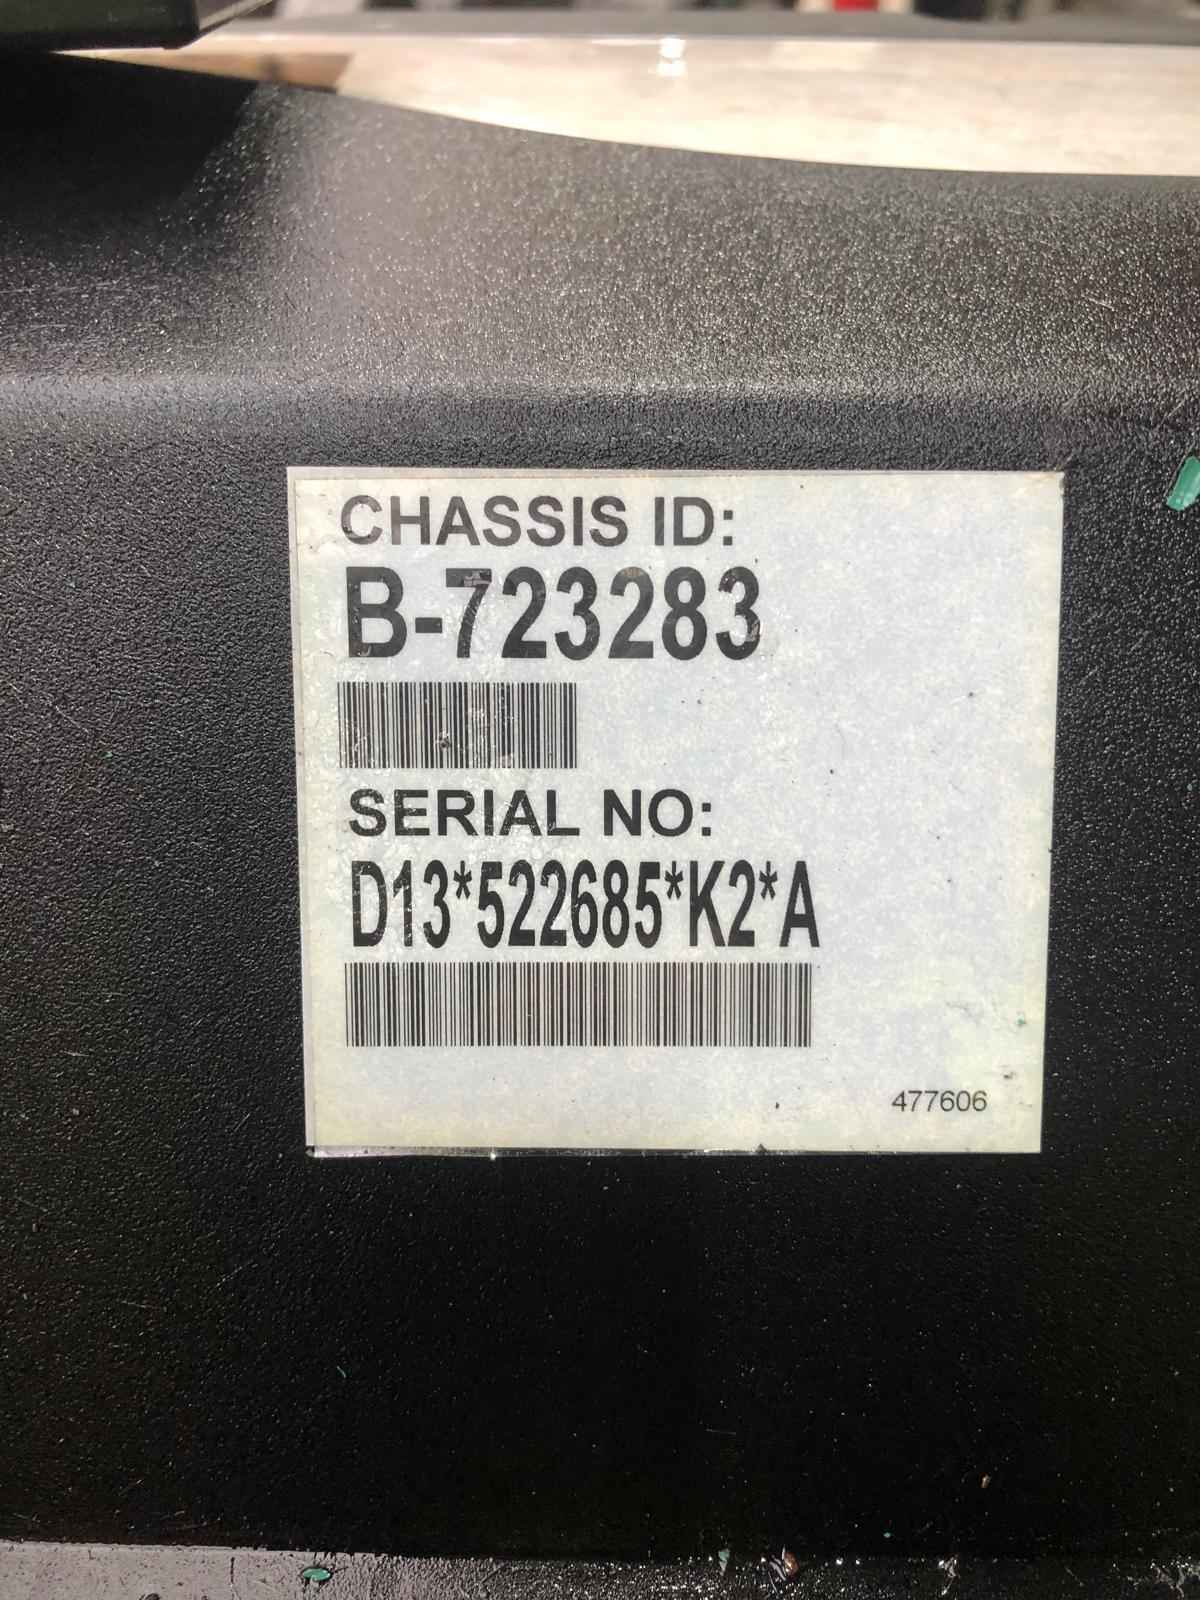 CHASSIS ID:
B-723283
SERIAL NO:
D13*522685*K2*A
477606